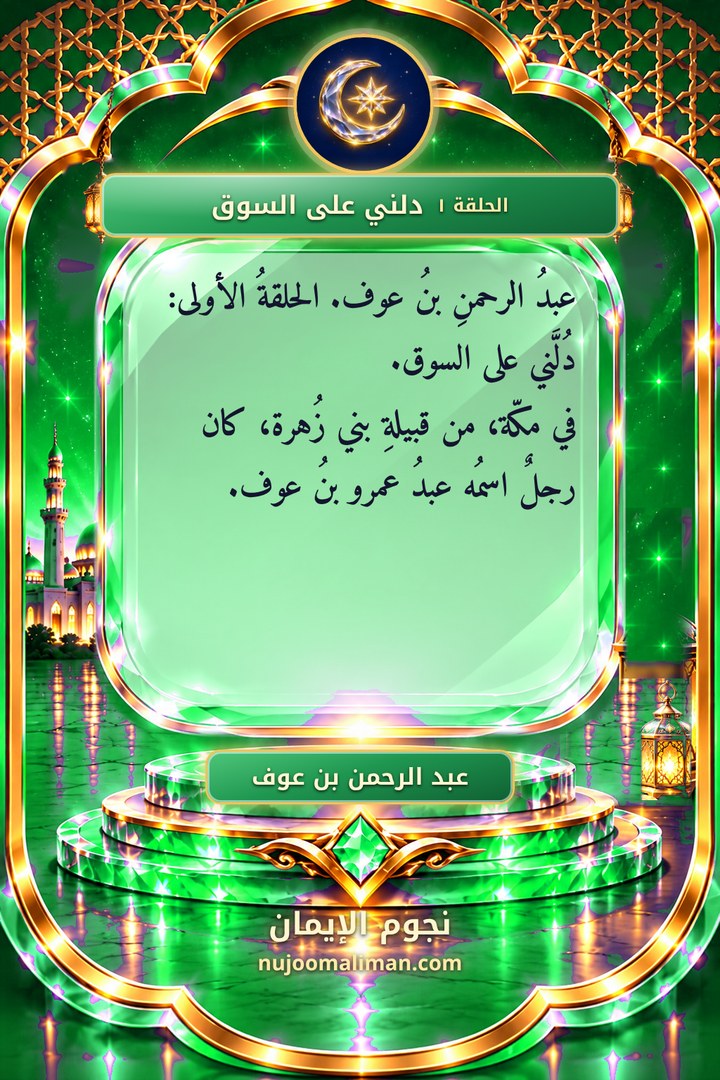 الحلقة ١ دلني على السوق
عبدُ الرحمنِ بنُ عوف. الحلقةُ الأولى:
دُلَّني على السوق.
في مكّة، من قبيلةِ بني زُهرة، كان
رجلٌ اسمُه عبدُ عمرو بنُ عوف.
عبد الرحمن بن عوف
نجوم الإيمان
nujoomaliman.com